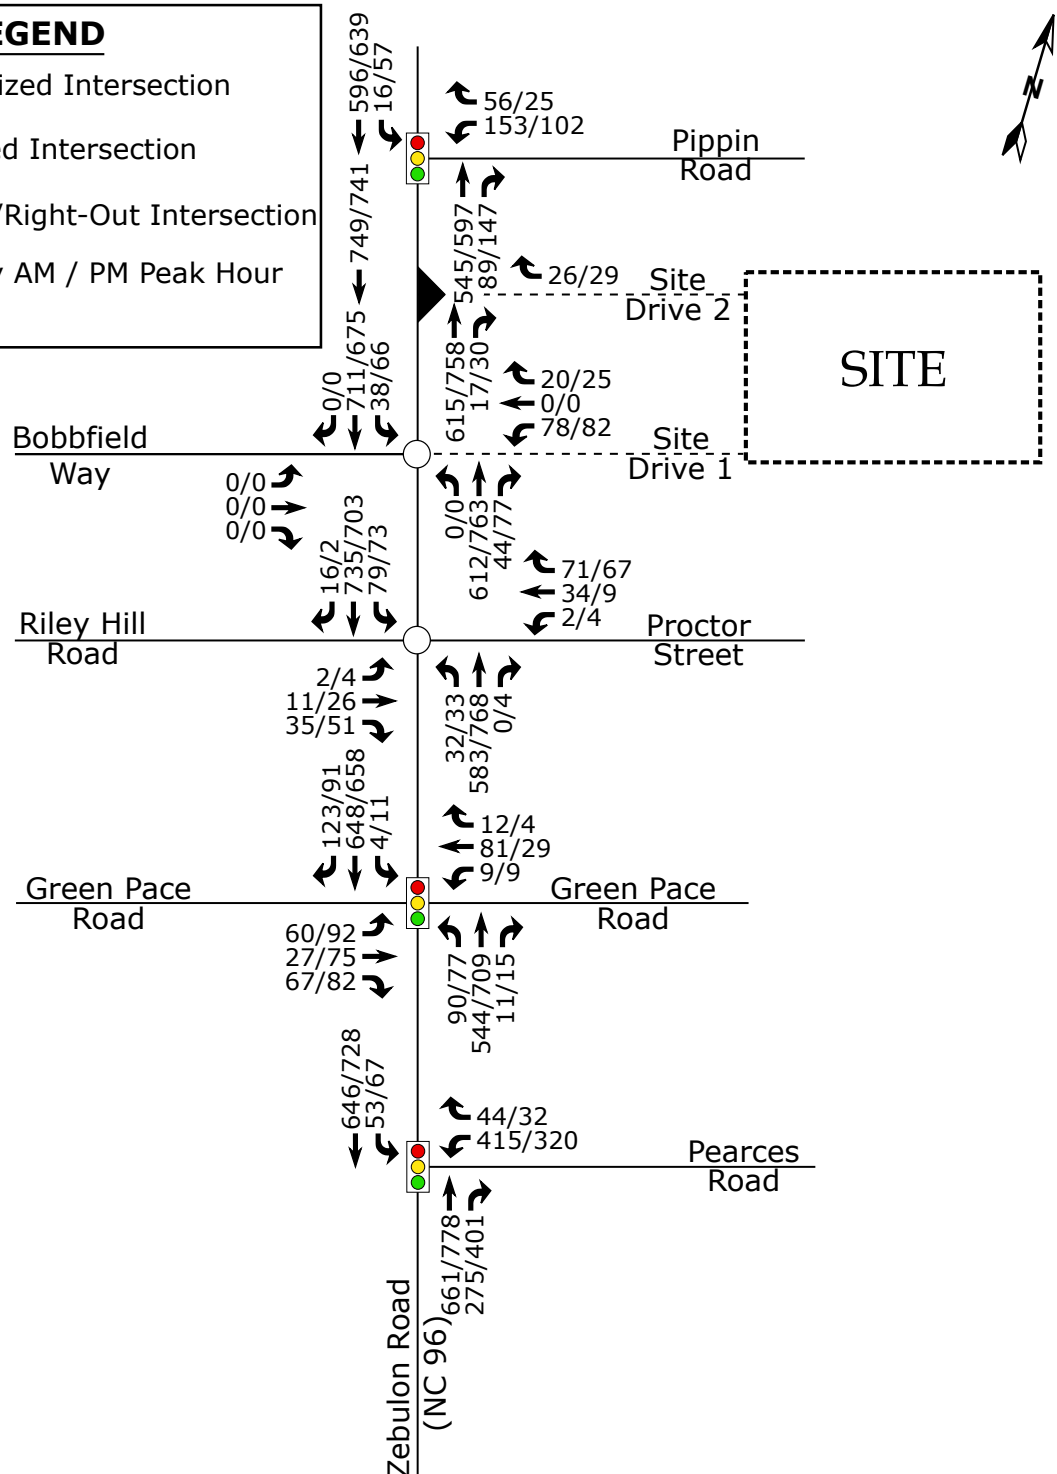 EGEND
ized Intersection
ed Intersection
/Right-Out Intersection
y AM / PM Peak Hour
N
596/639
16/57
56/25
153/102
Pippin
Road
749/741
545/597
89/147
26/29
Site
Drive 2
SITE
0/0
711/675
38/66
615/758
17/30
20/25
0/0
78/82
Bobbfield
Way
Site
Drive 1
0/0
0/0
0/0
0/0
612/763
44/77
16/2
735/703
79/73
71/67
34/9
2/4
Riley Hill
Road
Proctor
Street
2/4
11/26
35/51
32/33
583/768
0/4
123/91
648/658
4/11
12/4
81/29
9/9
Green Pace
Road
Green Pace
Road
60/92
27/75
67/82
90/77
544/709
11/15
646/728
53/67
44/32
415/320
Pearces
Road
661/778
275/401
Zebulon Road
(NC 96)